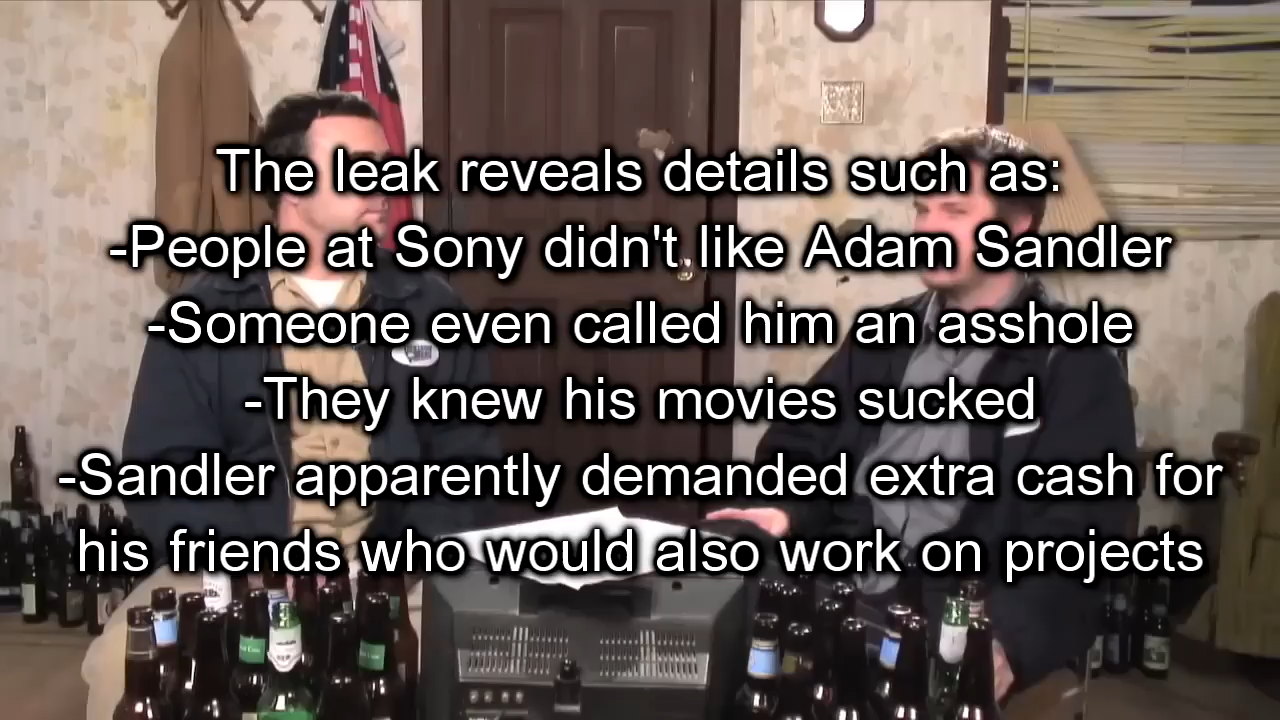 The leak reveals details such as:
-People at Sony didn't like Adam Sandler
-Someone even called him an asshole
-They knew his movies sucked
-Sandler apparently demanded extra cash for
his friends who would also work on projects